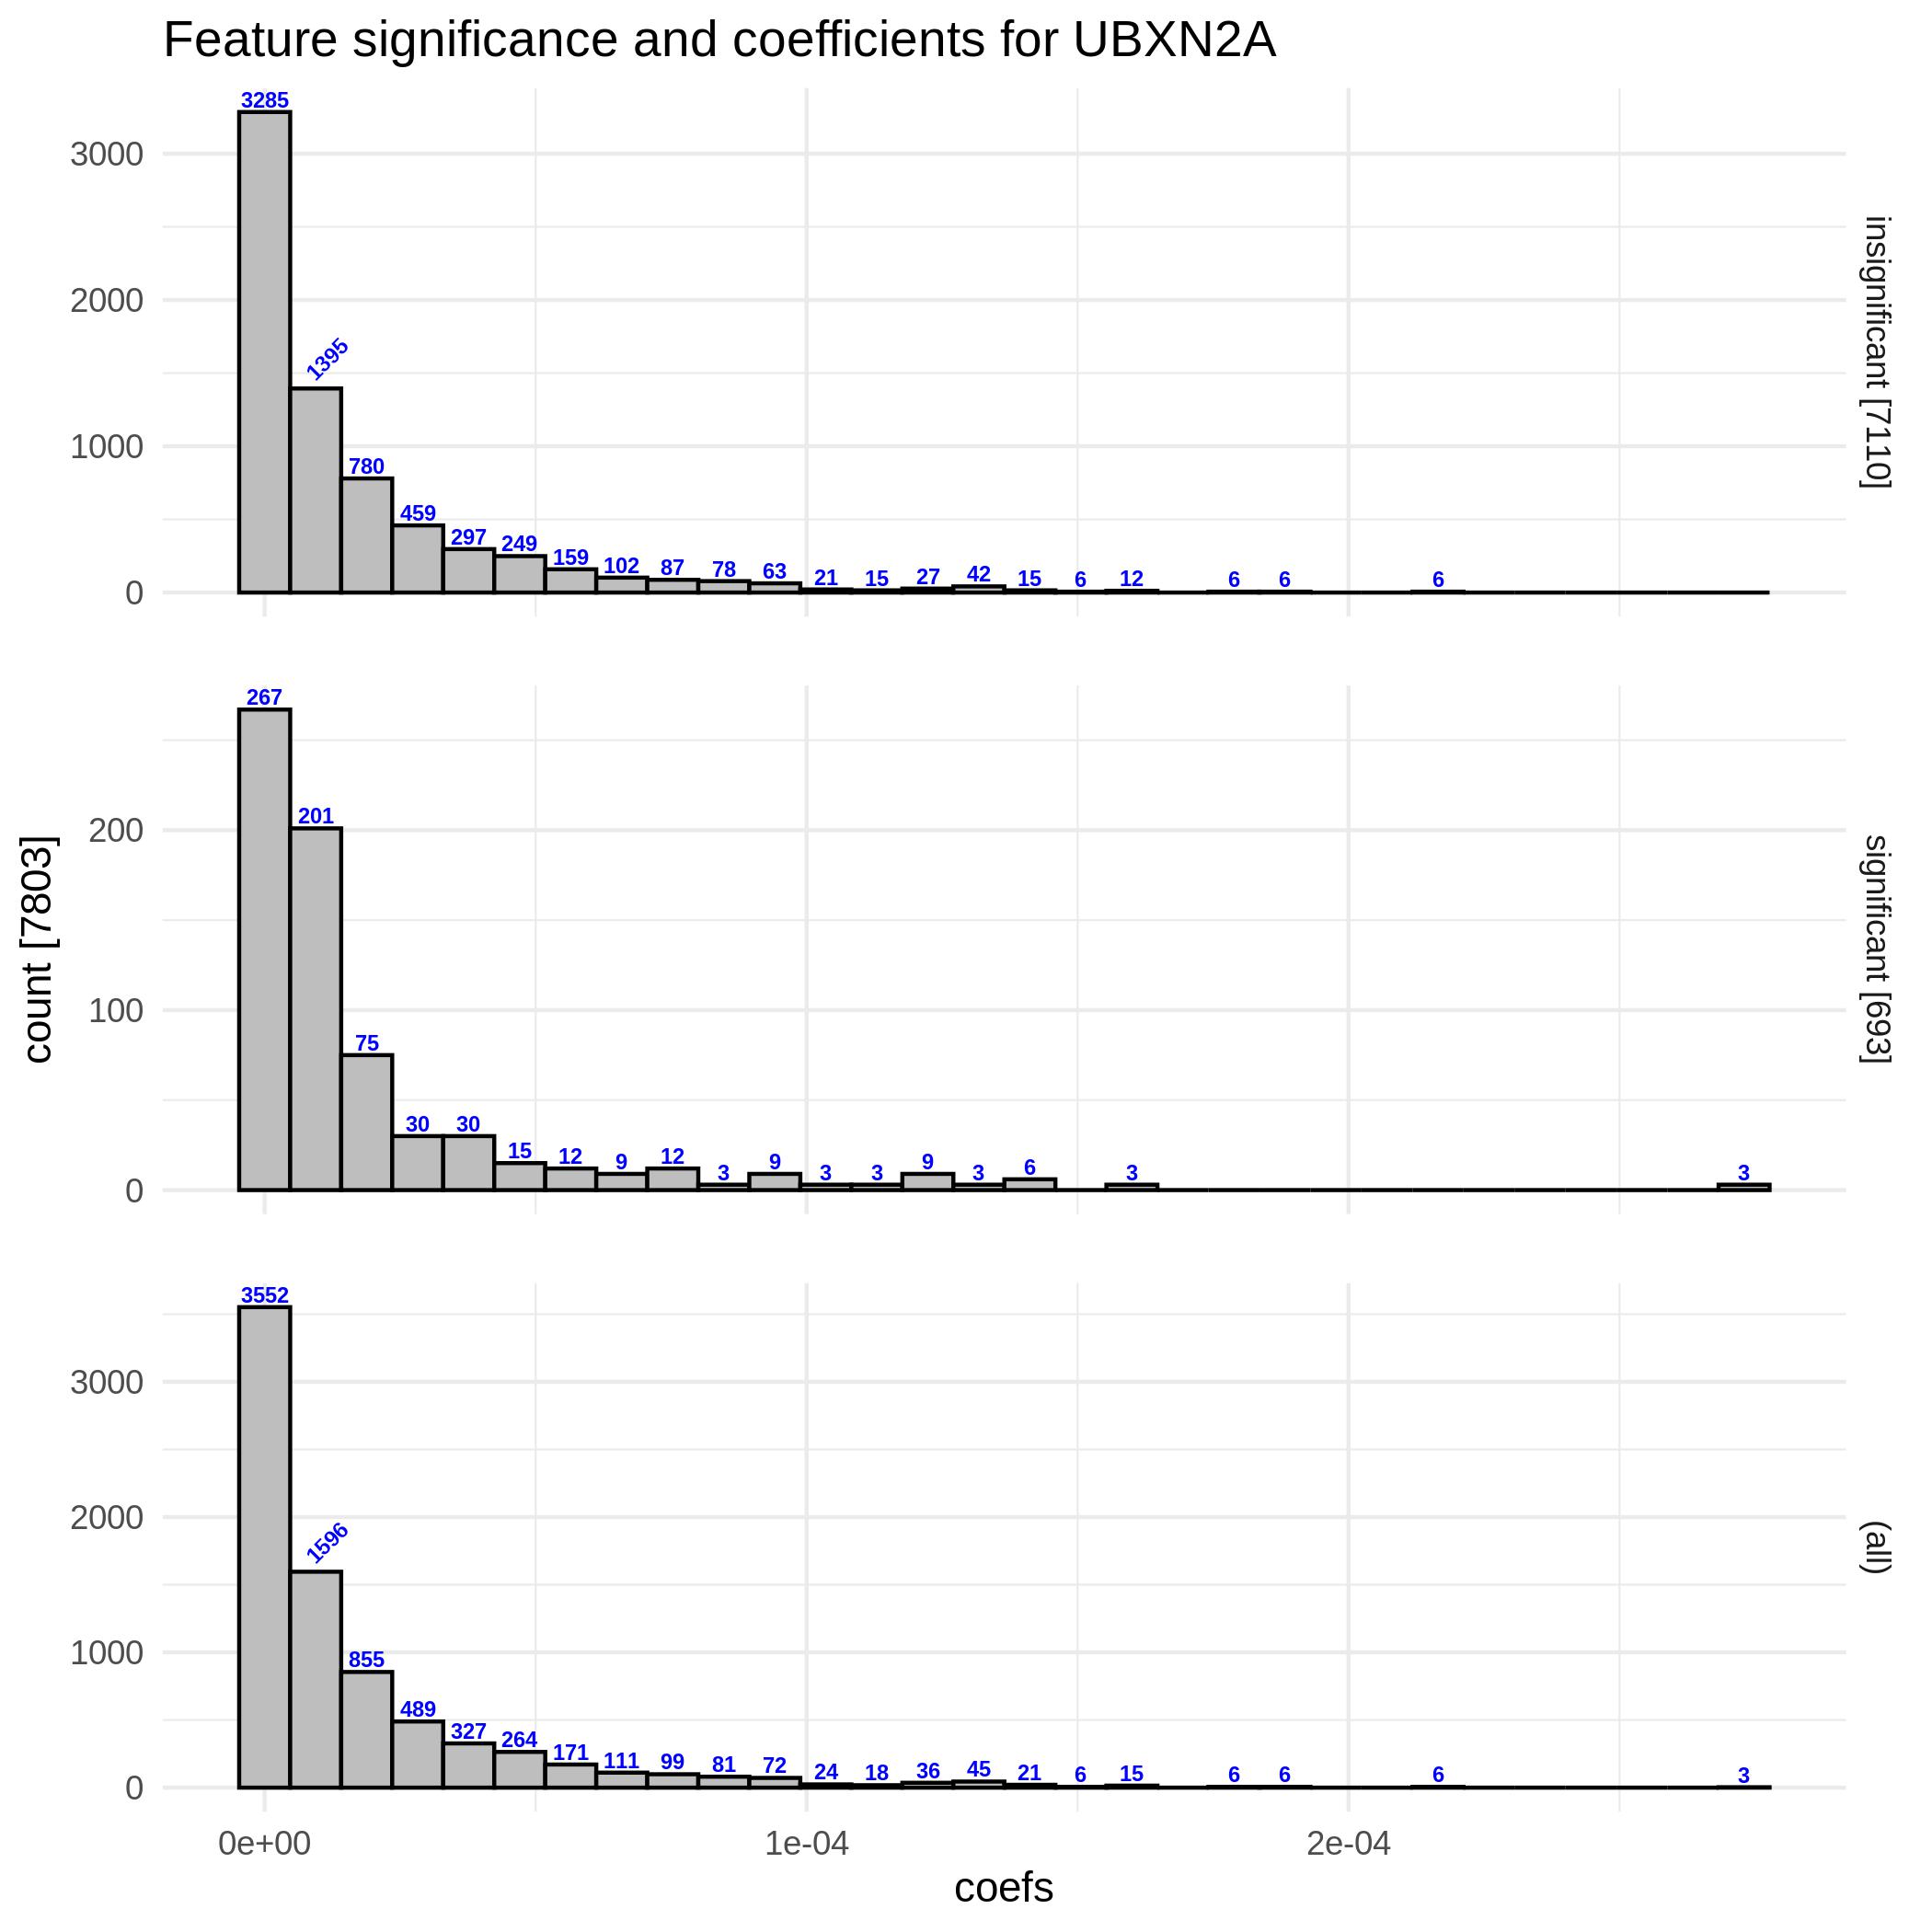 Feature significance and coefficients for UBXN2A
3285
3000
2000
1395
1000
780
459
297 249 159 102 87 78 63 21 15 27 42 15 6 12 6 6 6
0
insignificant [7110]
267
201
200
count [7803]
100
75
30 30 15 12 9 12 3 9 3 3 9 3 6 3 3
0
significant [693]
3552
3000
2000
1596
1000
855
489
327 264 171 111 99 81 72 24 18 36 45 21 6 15 6 6 6 3
0
(all)
0e+00 1e-04 2e-04
coefs